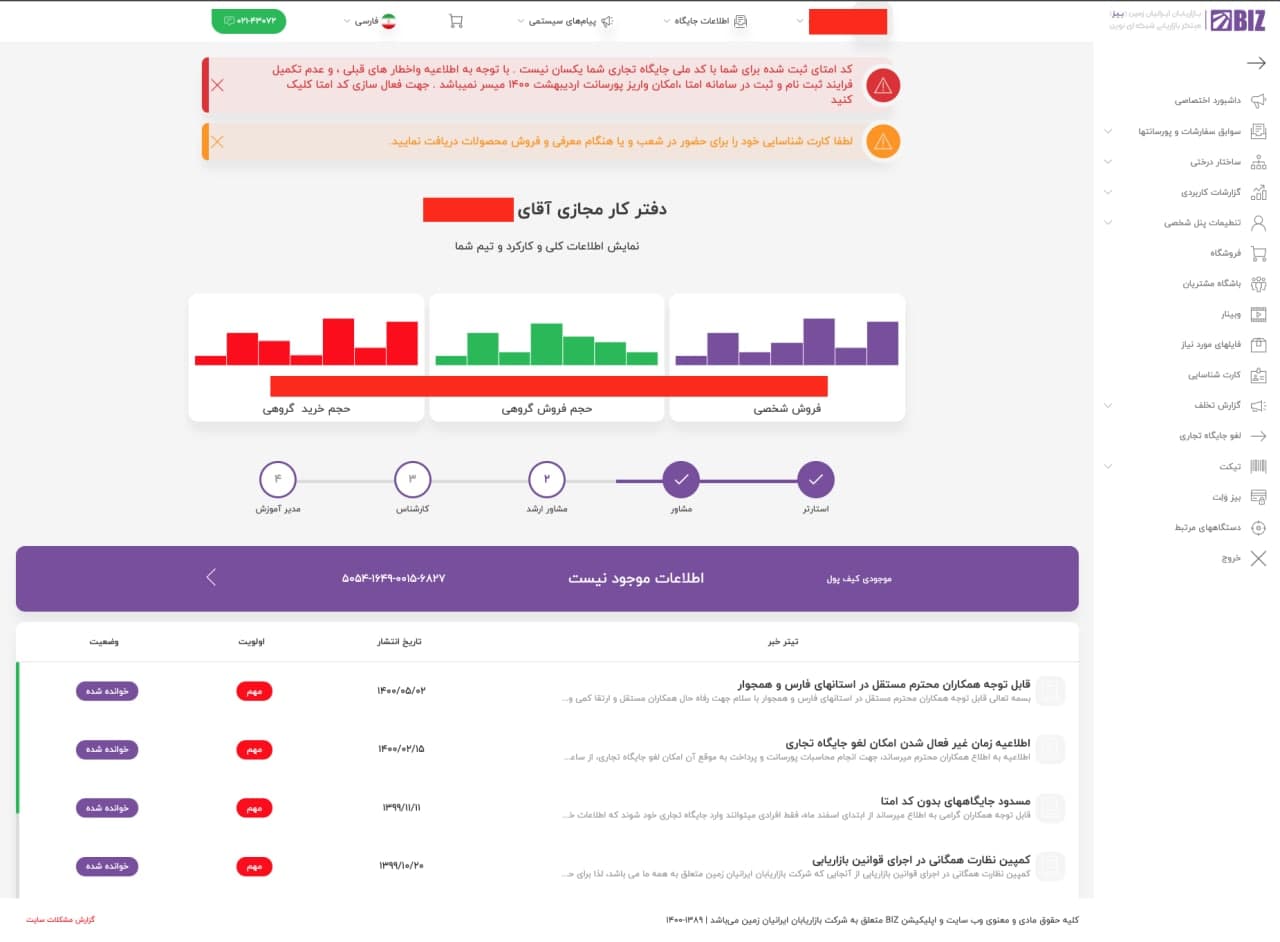 BIZ
بازاریابان ایرانیان زمین (بیز)
مبتکر بازاریابی شبکه ای نوین
اطلاعات جایگاه
پیام‌های سیستمی
فارسی
۰۲۱-۴۳۰۷۲
داشبورد اختصاصی
سوابق سفارشات و پورسانتها
ساختار درختی
گزارشات کاربردی
تنظیمات پنل شخصی
فروشگاه
باشگاه مشتریان
وبینار
فایلهای مورد نیاز
کارت شناسایی
گزارش تخلف
لغو جایگاه تجاری
تیکت
بیز ولت
دستگاههای مرتبط
خروج
کد امتای ثبت شده برای شما با کد ملی جایگاه تجاری شما یکسان نیست . با توجه به اطلاعیه واخطار های قبلی ، و عدم تکمیل
فرایند ثبت نام و ثبت در سامانه امتا ،امکان واریز پورسانت اردیبهشت ۱۴۰۰ میسر نمیباشد . جهت فعال سازی کد امتا کلیک
کنید
لطفا کارت شناسایی خود را برای حضور در شعب و یا هنگام معرفی و فروش محصولات دریافت نمایید.
دفتر کار مجازی آقای
نمایش اطلاعات کلی و کارکرد و تیم شما
فروش شخصی
حجم فروش گروهی
حجم خرید گروهی
۲
۳
۴
استارتر
مشاور
مشاور ارشد
کارشناس
مدیر آموزش
موجودی کیف پول
اطلاعات موجود نیست
۵۰۵۴-۱۶۴۹-۰۰۱۵-۶۸۲۷
تیتر خبر
تاریخ انتشار
اولویت
وضعیت
قابل توجه همکاران محترم مستقل در استانهای فارس و همجوار
بسمه تعالی قابل توجه همکاران محترم مستقل در استانهای فارس و همجوار با سلام جهت رفاه حال همکاران مستقل و ارتقا کمی و...
۱۴۰۰/۰۵/۰۲
مهم
خوانده شده
اطلاعیه زمان غیر فعال شدن امکان لغو جایگاه تجاری
اطلاعیه به اطلاع همکاران محترم میرساند، جهت انجام محاسبات پورسانت و پرداخت به موقع آن امکان لغو جایگاه تجاری، از ساعـ...
۱۴۰۰/۰۲/۱۵
مهم
خوانده شده
مسدود جایگاههای بدون کد امتا
قابل توجه همکاران گرامی به اطلاع میرساند از ابتدای اسفند ماه، فقط افرادی میتوانند وارد جایگاه تجاری خود شوند که اطلاعات خـ...
۱۳۹۹/۱۱/۱۱
مهم
خوانده شده
کمپین نظارت همگانی در اجرای قوانین بازاریابی
کمپین نظارت همگانی در اجرای قوانین بازاریابی از آنجایی که شرکت بازاریابان ایرانیان زمین متعلق به همه ما می باشد، لذا برای حـ...
۱۳۹۹/۱۰/۲۰
مهم
خوانده شده
کلیه حقوق مادی و معنوی وب سایت و اپلیکیشن BIZ متعلق به شرکت بازاریابان ایرانیان زمین می‌باشد | ۱۳۸۹-۱۴۰۰
گزارش مشکلات سایت